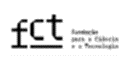 fct
Fundação
para a Ciência
e a Tecnologia